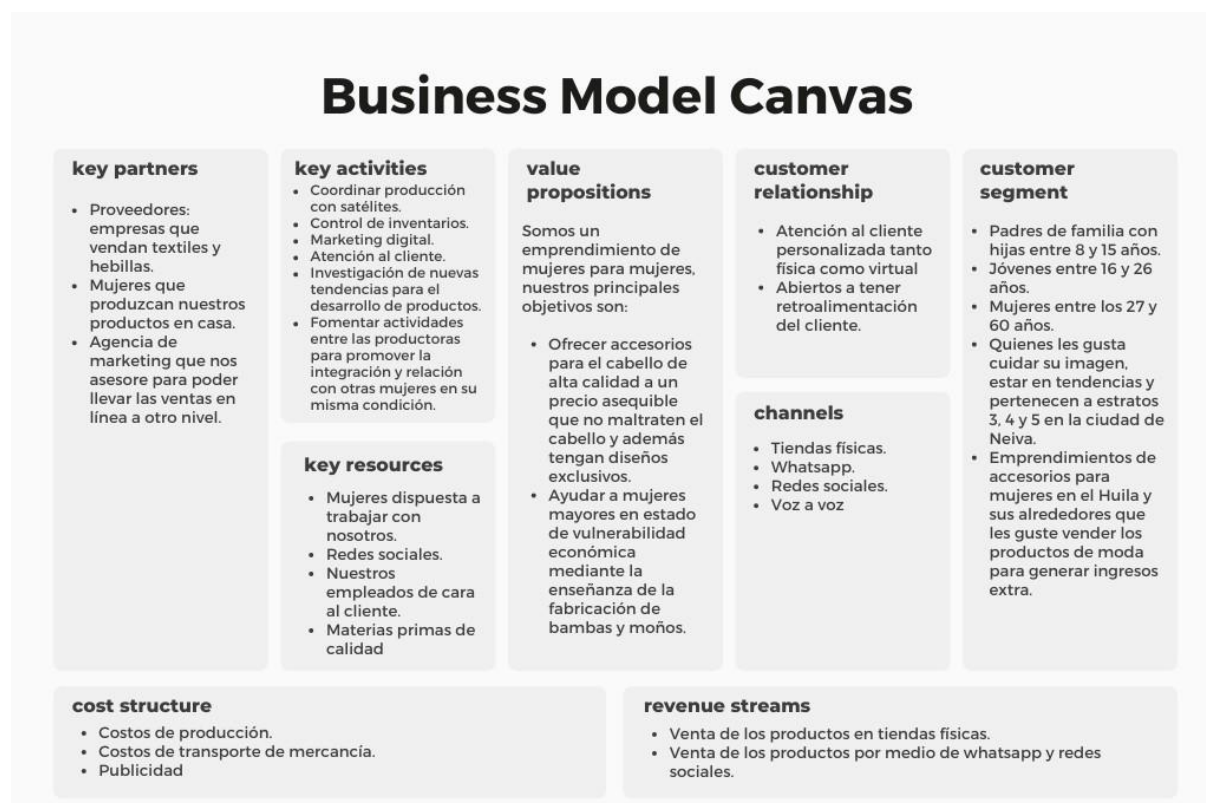 Business Model Canvas
key partners
• Proveedores:
empresas que
vendan textiles y
hebillas.
• Mujeres que
produzcan nuestros
productos en casa.
• Agencia de
marketing que nos
asesore para poder
llevar las ventas en
línea a otro nivel.
key activities
• Coordinar producción
con satélites.
• Control de inventarios.
• Marketing digital.
• Atención al cliente.
• Investigación de nuevas
tendencias para el
desarrollo de productos.
• Fomentar actividades
entre las productoras
para promover la
integración y relación
con otras mujeres en su
misma condición.
key resources
• Mujeres dispuesta a
trabajar con
nosotros.
• Redes sociales.
• Nuestros
empleados de cara
al cliente.
• Materias primas de
calidad
value
propositions
Somos un
emprendimiento de
mujeres para mujeres,
nuestros principales
objetivos son:
• Ofrecer accesorios
para el cabello de
alta calidad a un
precio asequible
que no maltraten el
cabello y además
tengan diseños
exclusivos.
• Ayudar a mujeres
mayores en estado
de vulnerabilidad
económica
mediante la
enseñanza de la
fabricación de
bambas y moños.
customer
relationship
• Atención al cliente
personalizada tanto
física como virtual
• Abiertos a tener
retroalimentación
del cliente.
channels
• Tiendas físicas.
• Whatsapp.
• Redes sociales.
• Voz a voz
customer
segment
• Padres de familia con
hijas entre 8 y 15 años.
• Jóvenes entre 16 y 26
años.
• Mujeres entre los 27 y
60 años.
• Quienes les gusta
cuidar su imagen,
estar en tendencias y
pertenecen a estratos
3, 4 y 5 en la ciudad de
Neiva.
• Emprendimientos de
accesorios para
mujeres en el Huila y
sus alrededores que
les guste vender los
productos de moda
para generar ingresos
extra.
cost structure
• Costos de producción.
• Costos de transporte de mercancía.
• Publicidad
revenue streams
• Venta de los productos en tiendas físicas.
• Venta de los productos por medio de whatsapp y redes
sociales.